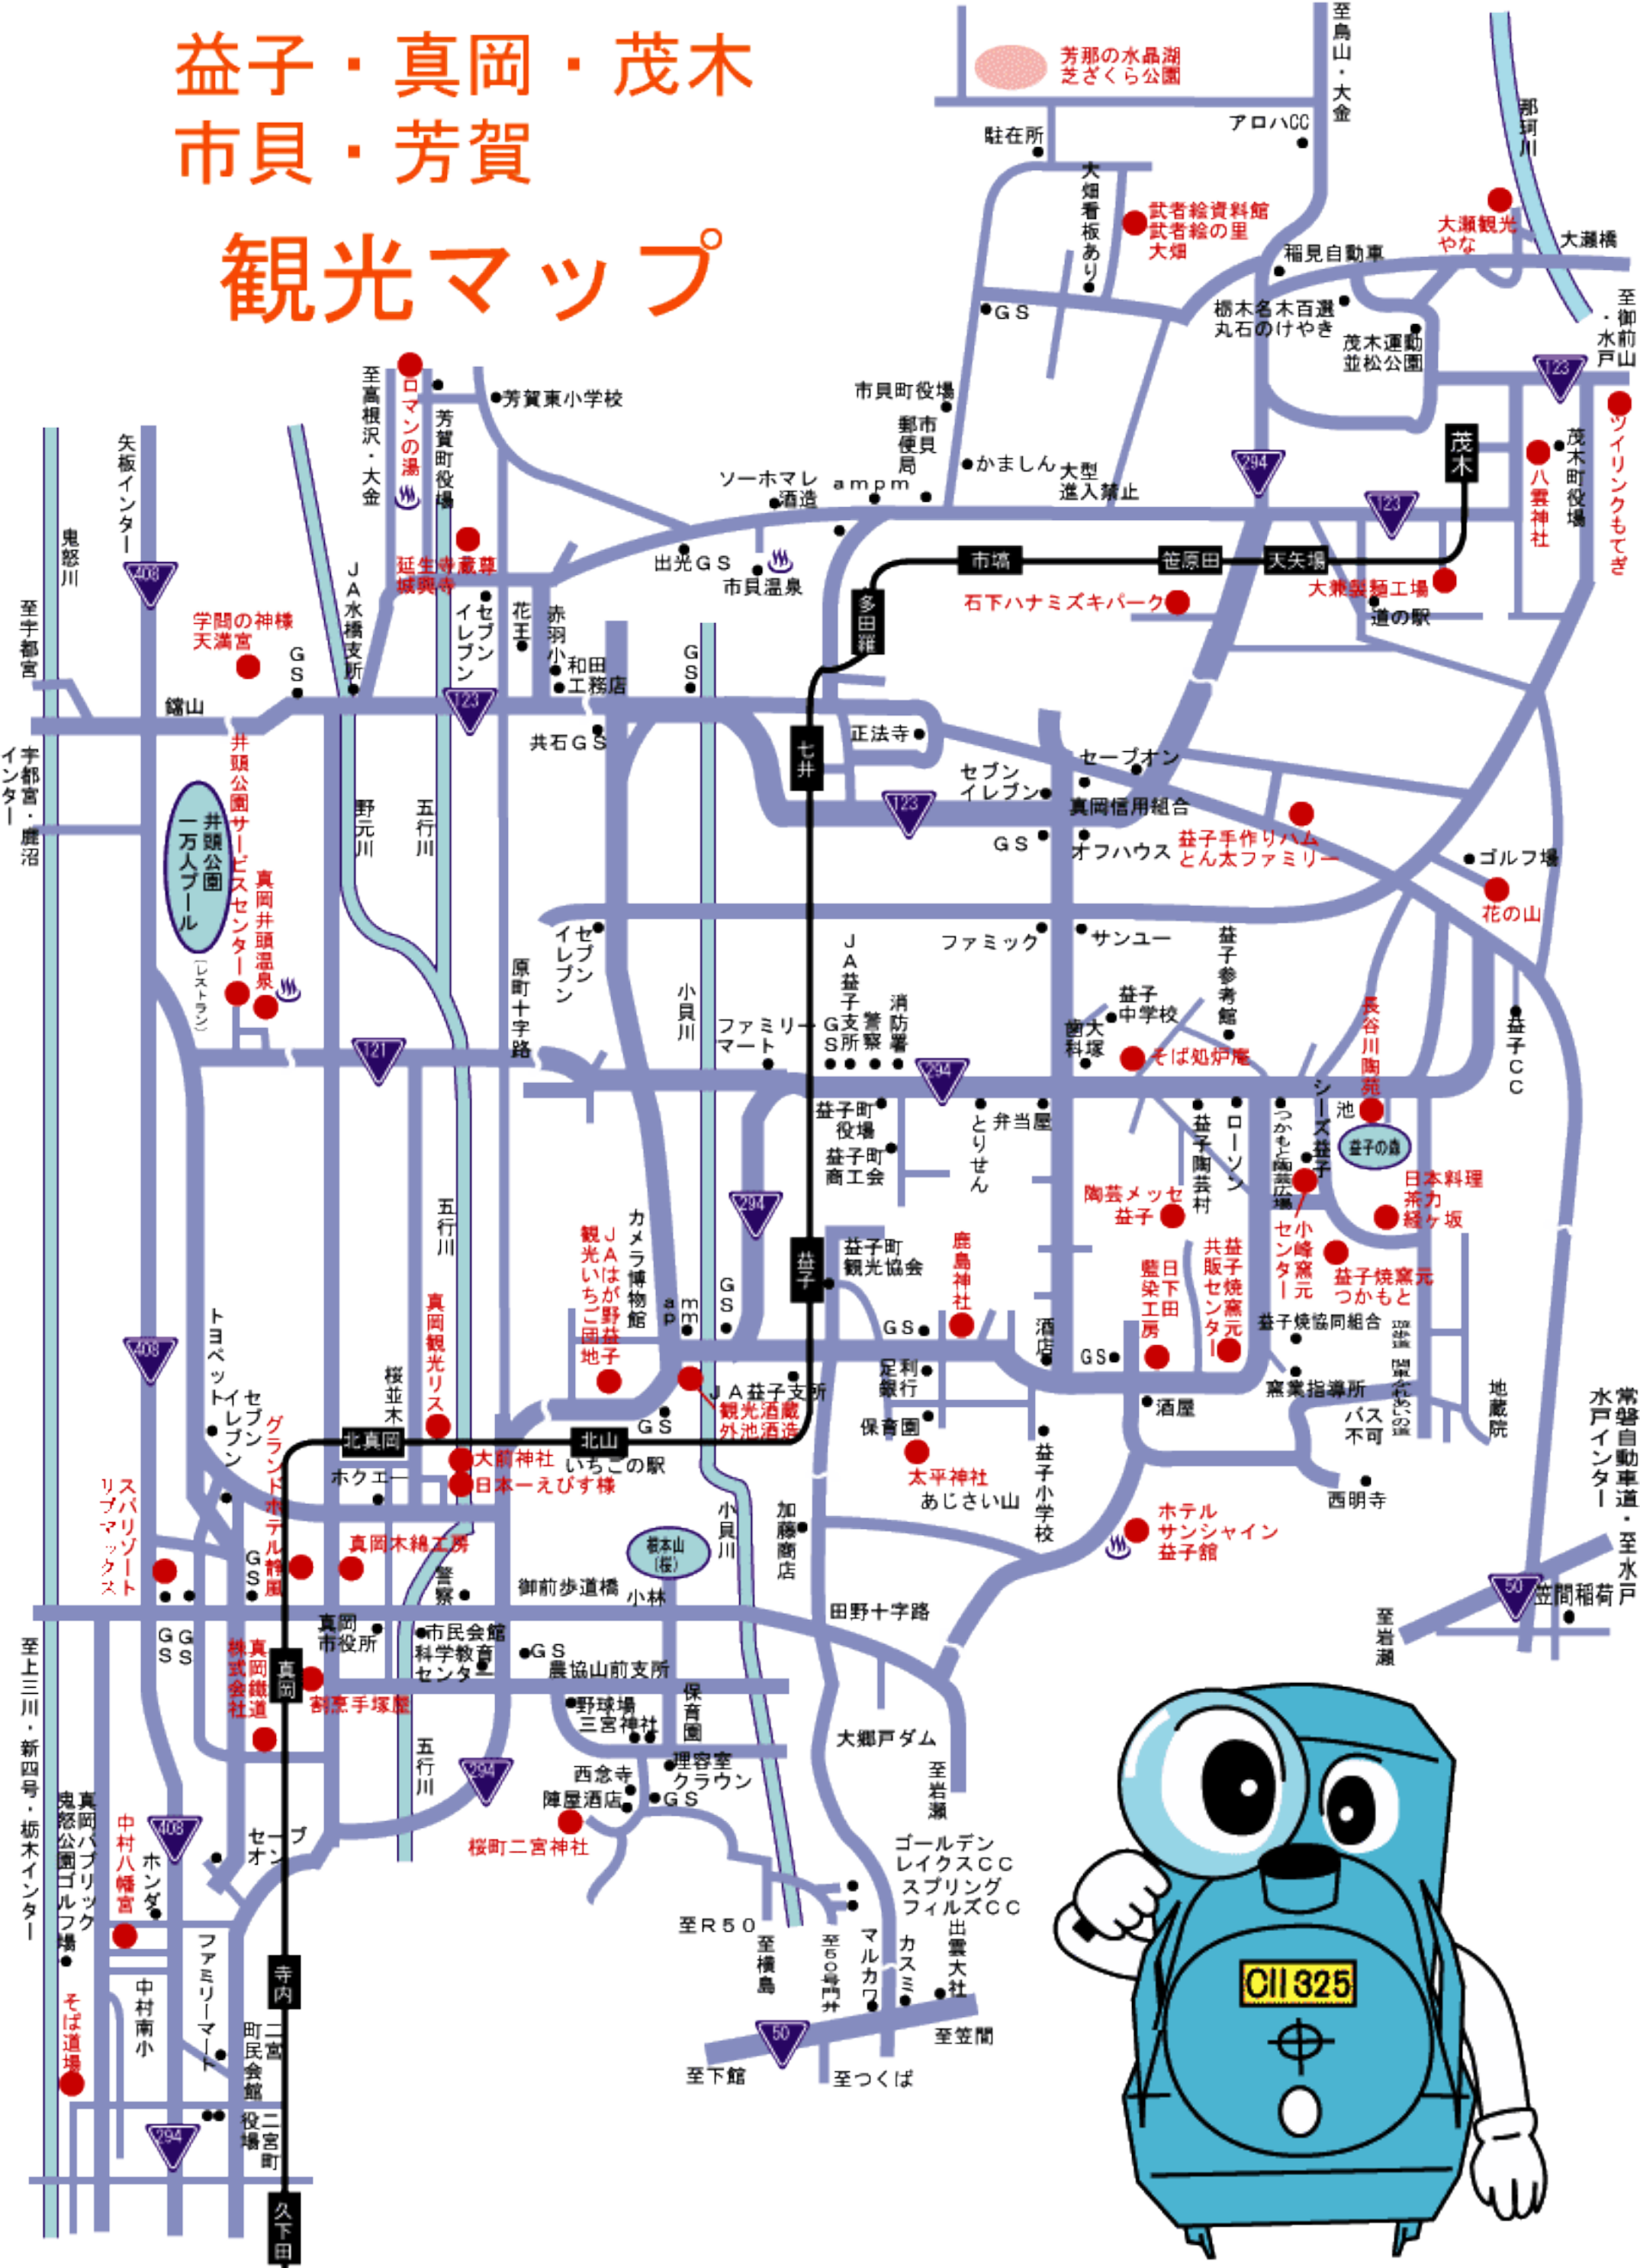 益子・真岡・茂木
市貝・芳賀
観光マップ
芳那の水晶湖
芝ざくら公園
至烏山・大金
那珂川
アロハCC
駐在所
大畑看板あり
武者絵資料館
武者絵の里
大畑
大瀬観光
やな
大瀬橋
稲見自動車
GS
栃木名木百選
丸石のけやき
茂木運動
並松公園
至御前山
・水戸
123
ツインリンクもてぎ
至高根沢・大金
ロマンの湯
芳賀町役場
芳賀東小学校
市貝町役場
市貝
郵便局
かましん
大型
進入禁止
294
茂木
八雲神社
茂木町役場
矢板インター
鬼怒川
408
ソーホマレ
酒造
ampm
123
延生寺蔵尊
城興寺
出光GS
市貝温泉
市塙
笹原田
天矢場
大兼製麺工場
道の駅
石下ハナミズキパーク
多田羅
至宇都宮
学問の神様
天満宮
GS
JA水橋支所
セブン
イレブン
花王
赤羽小
和田
工務店
GS
鐺山
123
共石GS
七井
正法寺
セブン
イレブン
セーブオン
真岡信用組合
123
GS
オフハウス
益子手作りハム
とん太ファミリー
ゴルフ場
花の山
宇都宮・鹿沼
インター
井頭公園
一万人プール
井頭公園サービスセンター
(レストラン)
真岡井頭温泉
野元川
五行川
121
原町十字路
セブン
イレブン
小貝川
ファミリー
マート
GS
JA益子支所
警察
消防署
ファミック
サンユー
益子参考館
益子
中学校
大塚
歯科
そば処炉庵
長谷川陶苑
益子CC
294
益子町
役場
益子町
商工会
とりせん
弁当屋
益子陶芸村
ローソン
つかもと陶芸広場
シーズ益子
池
益子の森
日本料理
茶力
経ヶ坂
陶芸メッセ
益子
小峰窯元
センター
益子焼窯元
つかもと
294
益子
益子町
観光協会
鹿島神社
日下田
藍染工房
益子焼窯元
共販センター
益子焼協同組合
窯業指導所
五行川
JAはが野益子
観光いちご団地
カメラ博物館
ampm
GS
GS
足利
銀行
酒店
GS
酒屋
バス
不可
地蔵院
常磐自動車道・至水戸
水戸インター
408
トヨペット
セブン
イレブン
桜並木
真岡観光リス
北真岡
北山
GS
JA益子支所
観光酒蔵
外池酒造
保育園
太平神社
あじさい山
益子小学校
西明寺
大前神社
日本一えびす様
いちごの駅
ホクエー
グランドホテル静風
真岡木綿工房
GS
警察
根本山
(桜)
小貝川
加藤商店
ホテル
サンシャイン
益子舘
50
笠間稲荷
至岩瀬
スパリゾート
リブマックス
GS
GS
御前歩道橋
小林
田野十字路
真岡
市役所
市民会館
科学教育
センター
GS
農協山前支所
真岡鐵道
株式会社
真岡
割烹手塚屋
野球場
三宮神社
保育園
大郷戸ダム
至岩瀬
至上三川・新四号・栃木インター
五行川
294
西念寺
陣屋酒店
理容室
クラウン
GS
桜町二宮神社
真岡パブリック
鬼怒公園ゴルフ場
中村八幡宮
408
ホンダ
セーブ
オン
ゴールデン
レイクスCC
スプリング
フィルズCC
至R50
至横島
至50号門井
マルカワ
カスミ
出雲大社
そば道場
中村南小
ファミリーマート
寺内
二宮
町民会館
50
至笠間
至下館
至つくば
二宮町
役場
294
久下田
C11 325